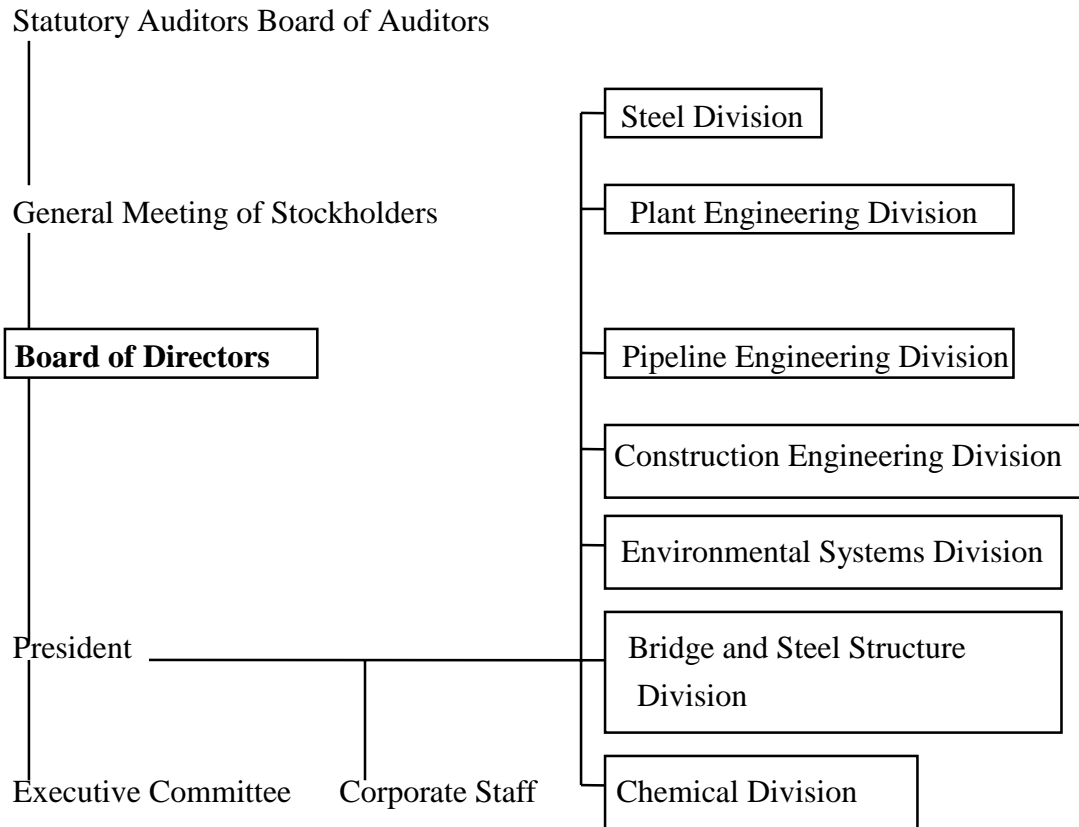 Statutory Auditors Board of Auditors
Steel Division
General Meeting of Stockholders
Plant Engineering Division
Board of Directors
Pipeline Engineering Division
Construction Engineering Division
Environmental Systems Division
President
Bridge and Steel Structure
Division
Executive Committee
Corporate Staff
Chemical Division